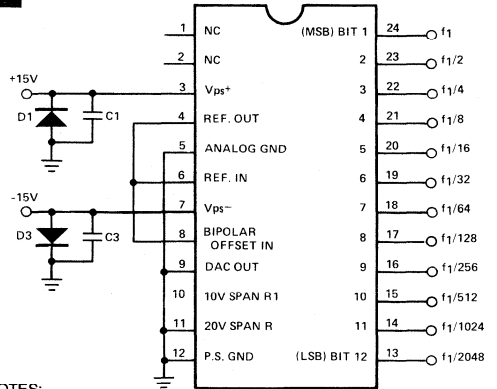 1 NC (MSB) BIT 1 24 f1
2 NC 2 23 f1/2
+15V 3 Vps+ 3 22 f1/4
D1 C1 4 REF. OUT 4 21 f1/8
5 ANALOG GND 5 20 f1/16
6 REF. IN 6 19 f1/32
-15V 7 Vps− 7 18 f1/64
D3 C3 8 BIPOLAR 8 17 f1/128
OFFSET IN
9 DAC OUT 9 16 f1/256
10 10V SPAN R1 10 15 f1/512
11 20V SPAN R 11 14 f1/1024
12 P.S. GND (LSB) BIT 12 13 f1/2048